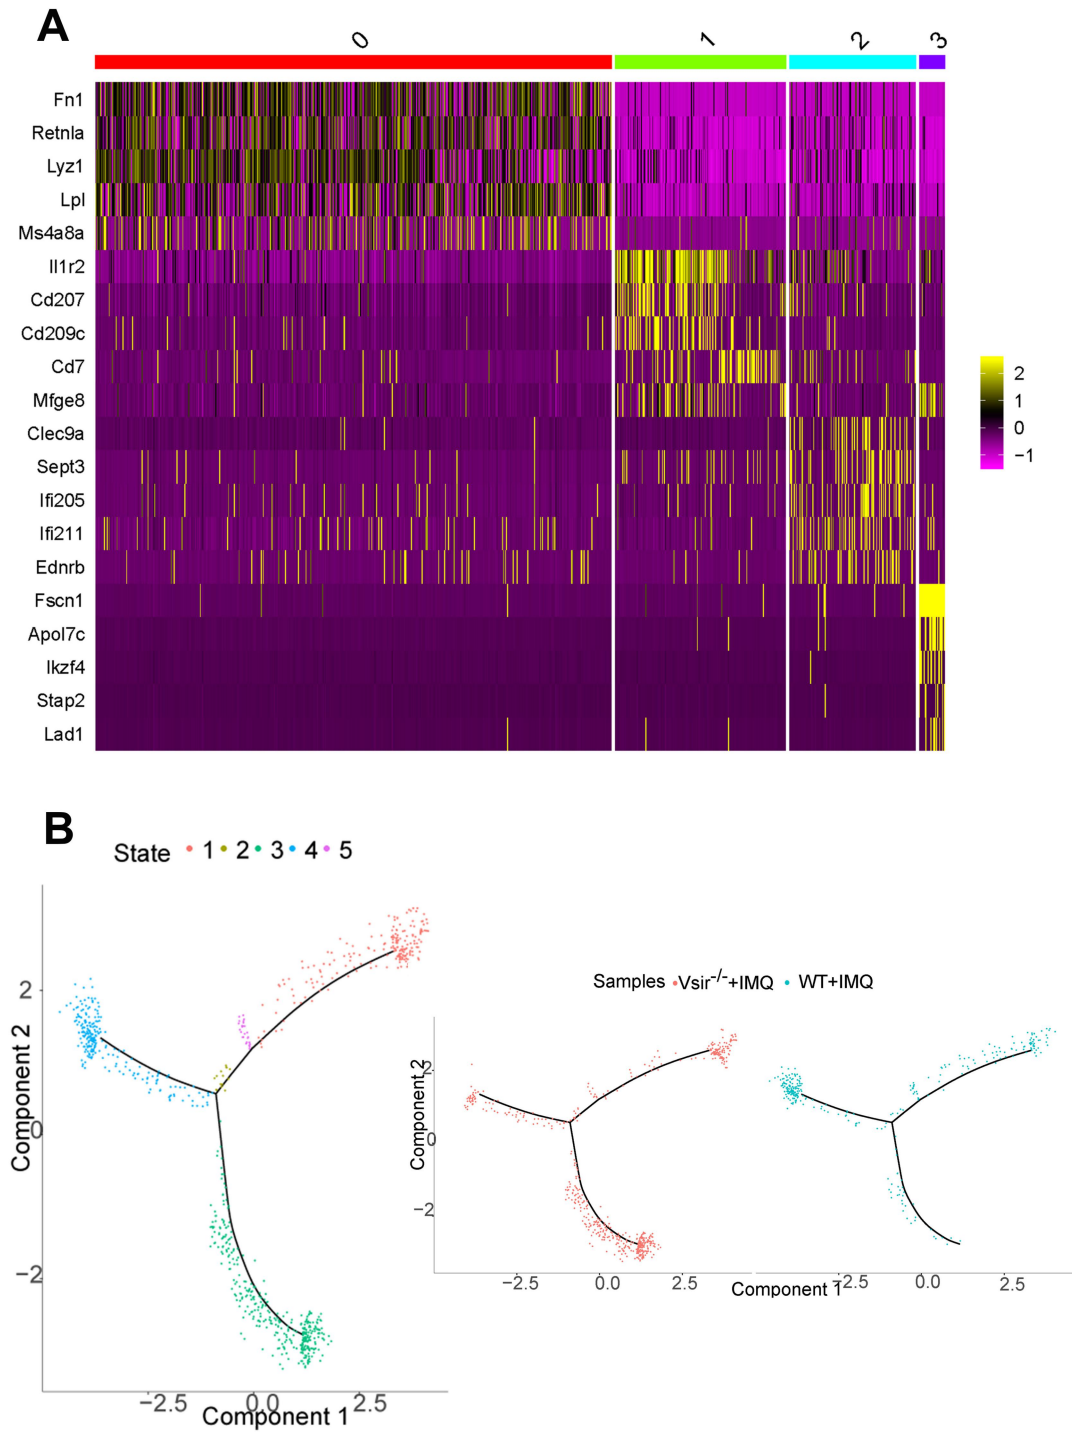 A
0 1 2 3
Fn1
Retnla
Lyz1
Lpl
Ms4a8a
Il1r2
Cd207
Cd209c
Cd7
Mfge8
Clec9a
Sept3
Ifi205
Ifi211
Ednrb
Fscn1
Apol7c
Ikzf4
Stap2
Lad1
2
1
0
−1
B
State 1 2 3 4 5
2
0
−2
Component 2
−2.5 0.0 2.5
Component 1
Samples Vsir-/-+IMQ WT+IMQ
2
0
−2
Component 2
−2.5 0.0 2.5 −2.5 0.0 2.5
Component 1